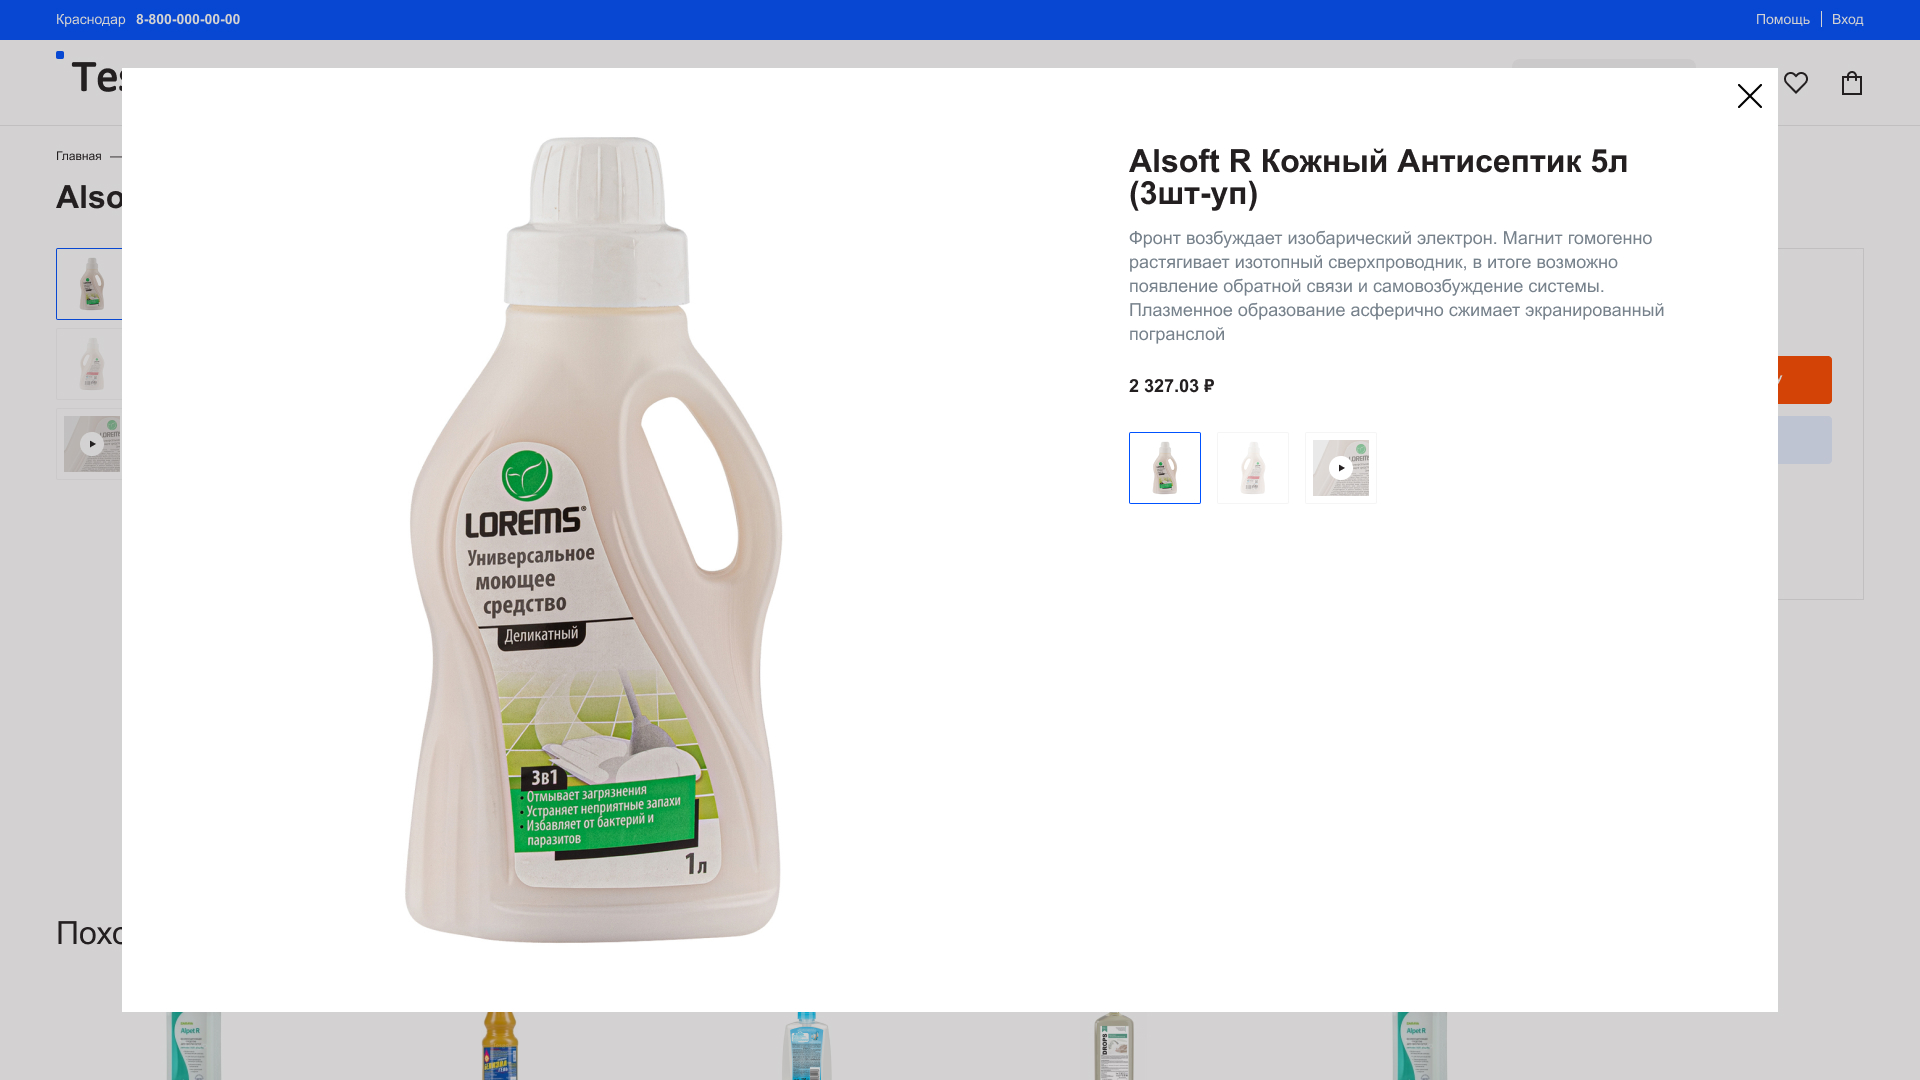 Краснодар 8-800-000-00-00
Помощь Вход
Главная —
Alsoft R Кожный Антисептик 5л
(3шт-уп)
Фронт возбуждает изобарический электрон. Магнит гомогенно
растягивает изотопный сверхпроводник, в итоге возможно
появление обратной связи и самовозбуждение системы.
Плазменное образование асферично сжимает экранированный
погранслой
2 327.03 ₽
LOREMS®
Универсальное
моющее
средство
Деликатный
3в1
• Отмывает загрязнения
• Устраняет неприятные запахи
• Избавляет от бактерий и
паразитов
1л
Alpet R
DROPS
Alpet R